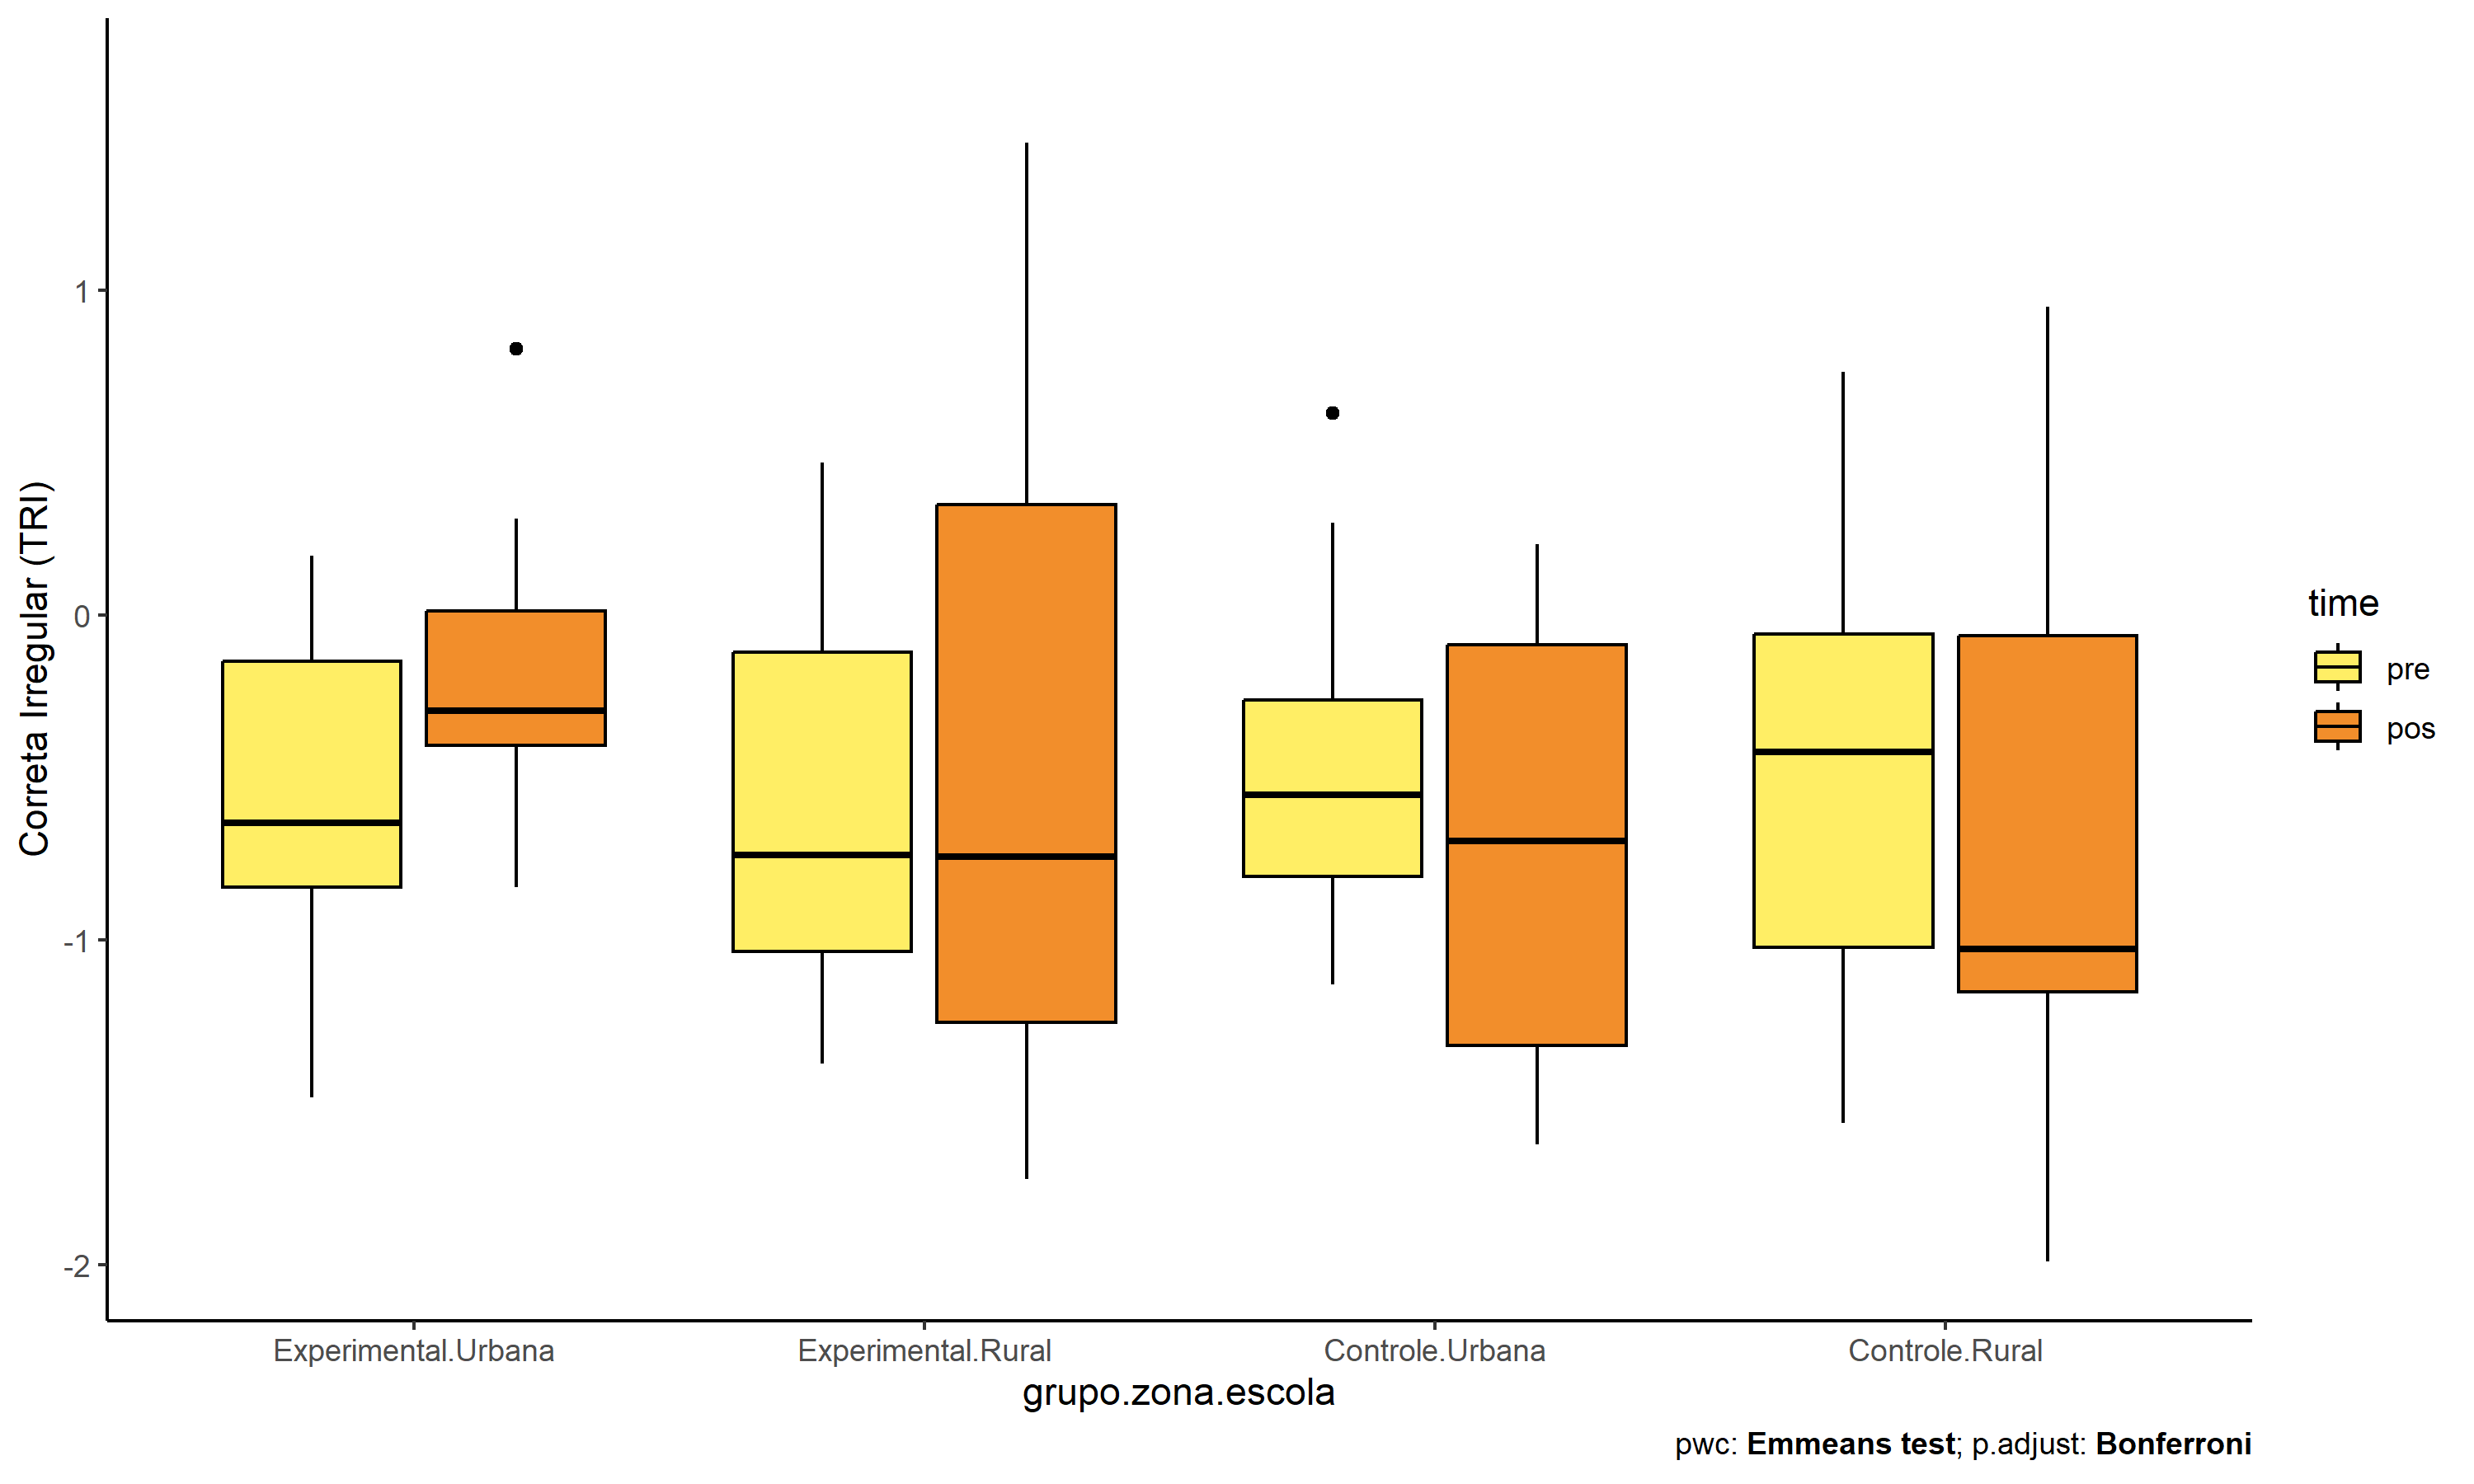 Correta Irregular (TRI)
1
0
-1
-2
Experimental.Urbana
Experimental.Rural
Controle.Urbana
Controle.Rural
grupo.zona.escola
pwc: Emmeans test; p.adjust: Bonferroni
time
pre
pos